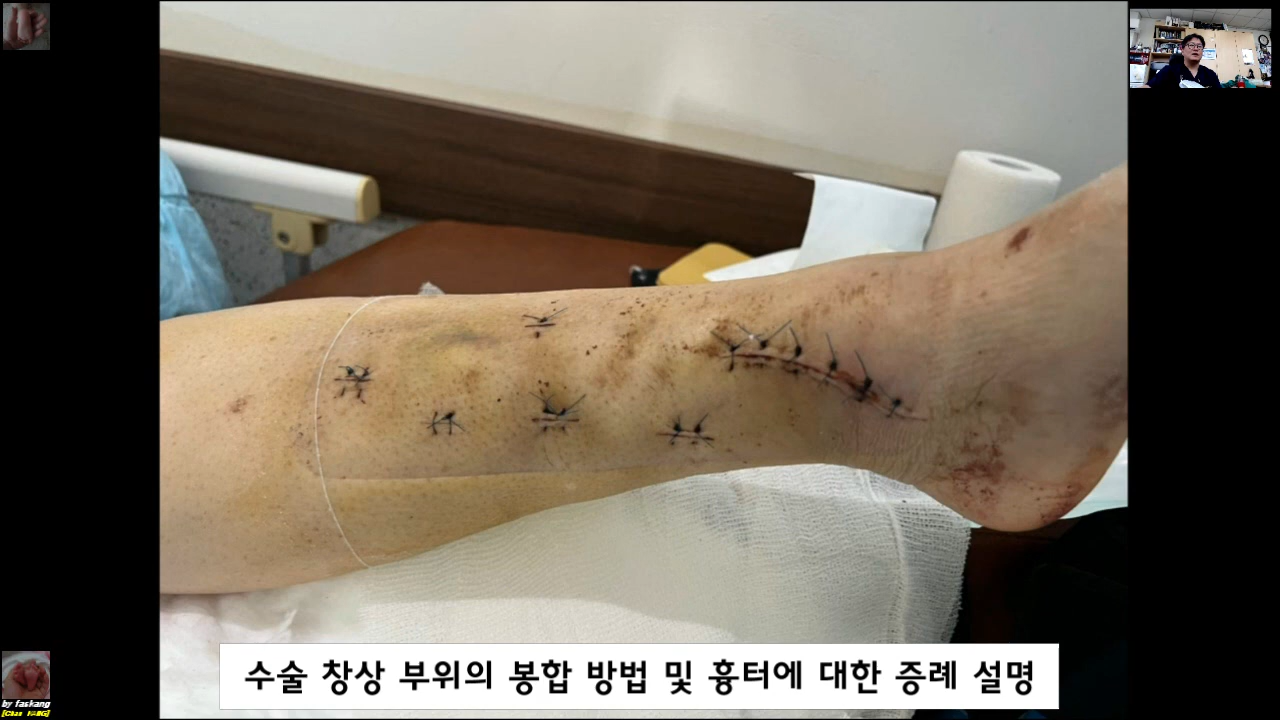 수술 창상 부위의 봉합 방법 및 흉터에 대한 증례 설명
by faskang